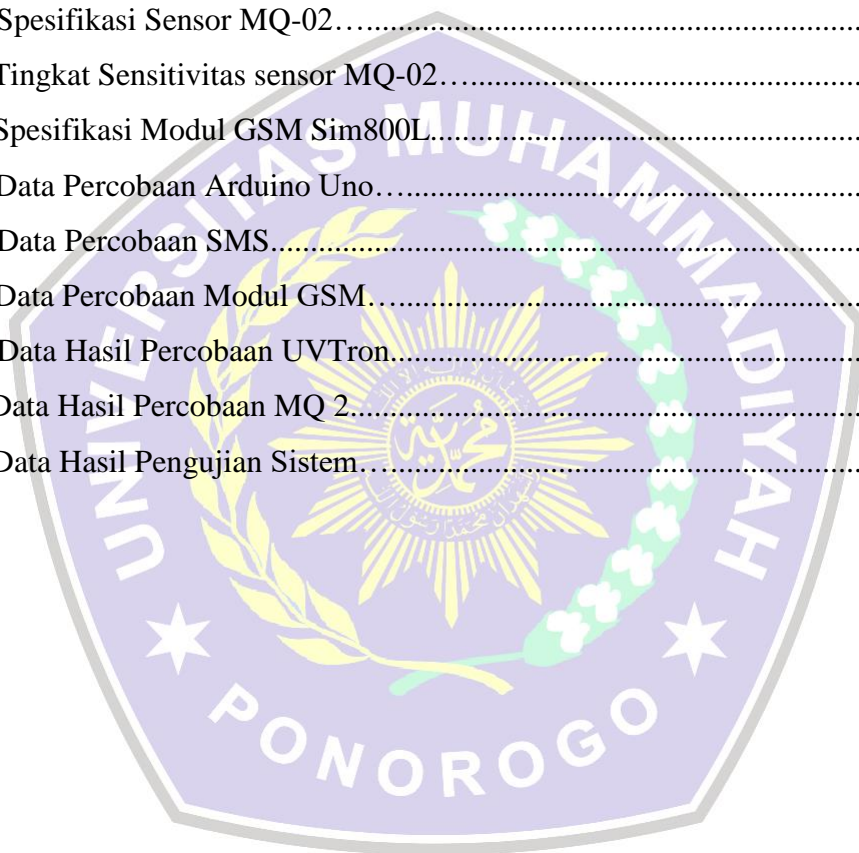 Spesifikasi Sensor MQ-02…..............................................................
Tingkat Sensitivitas sensor MQ-02…..............................................................
Spesifikasi Modul GSM Sim800L..............................................................
Data Percobaan Arduino Uno…..............................................................
Data Percobaan SMS..............................................................
Data Percobaan Modul GSM…..............................................................
Data Hasil Percobaan UVTron..............................................................
Data Hasil Percobaan MQ 2..............................................................
Data Hasil Pengujian Sistem…..............................................................
UNIVERSITAS MUHAMMADIYAH
PONOROGO